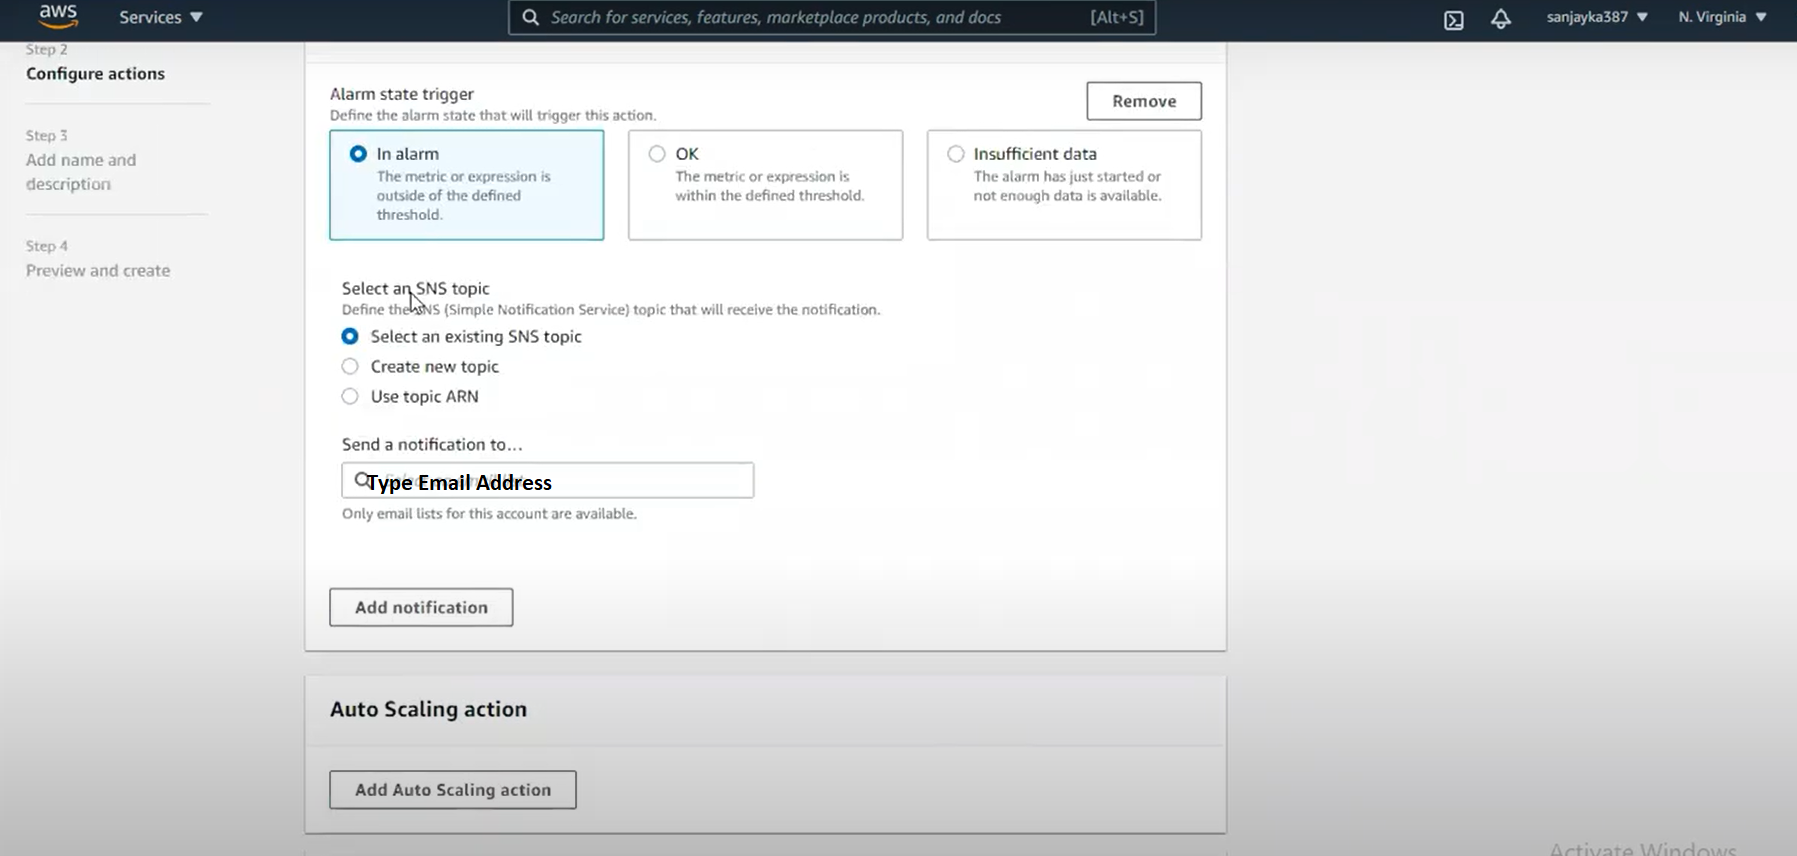 aws Services Search for services, features, marketplace products, and docs [Alt+S] sanjayka387 N. Virginia
Step 2
Configure actions
Step 3
Add name and
description
Step 4
Preview and create
Alarm state trigger
Define the alarm state that will trigger this action.
Remove
In alarm
The metric or expression is
outside of the defined
threshold.
OK
The metric or expression is
within the defined threshold.
Insufficient data
The alarm has just started or
not enough data is available.
Select an SNS topic
Define the SNS (Simple Notification Service) topic that will receive the notification.
Select an existing SNS topic
Create new topic
Use topic ARN
Send a notification to...
Type Email Address
Only email lists for this account are available.
Add notification
Auto Scaling action
Add Auto Scaling action
Activate Windows